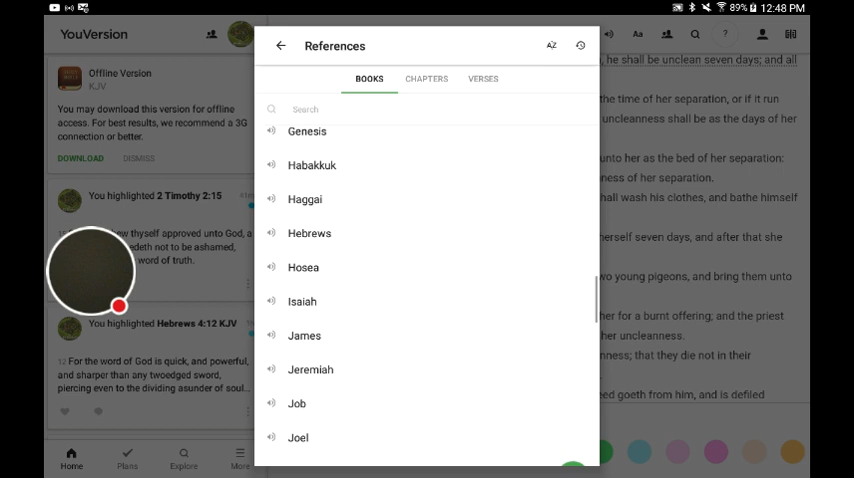 89% 12:48 PM
YouVersion
Offline Version
KJV
You may download this version for offline
access. For best results, we recommend a 3G
connection or better.
DOWNLOAD DISMISS
You highlighted 2 Timothy 2:15
thyself approved unto God, a
needeth not to be ashamed,
word of truth.
You highlighted Hebrews 4:12 KJV
12 For the word of God is quick, and powerful,
and sharper than any twoedged sword,
piercing even to the dividing asunder of soul...
Home Plans Explore More
References
AZ
BOOKS CHAPTERS VERSES
Search
Genesis
Habakkuk
Haggai
Hebrews
Hosea
Isaiah
James
Jeremiah
Job
Joel
Aa ?
, he shall be unclean seven days; and all
the time of her separation, or if it run
uncleanness shall be as the days of her
unto her as the bed of her separation:
ness of her separation.
hall wash his clothes, and bathe himself
herself seven days, and after that she
wo young pigeons, and bring them unto
her for a burnt offering; and the priest
her uncleanness.
nness; that they die not in their
eed goeth from him, and is defiled